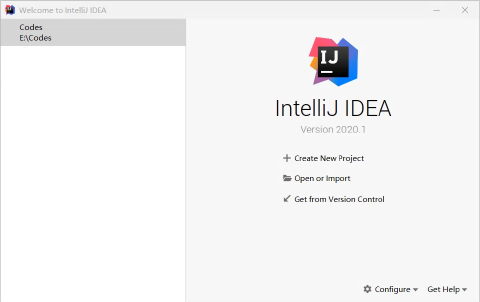 Welcome to IntelliJ IDEA
Codes
E:\Codes
IJ
IntelliJ IDEA
Version 2020.1
Create New Project
Open or Import
Get from Version Control
Configure
Get Help